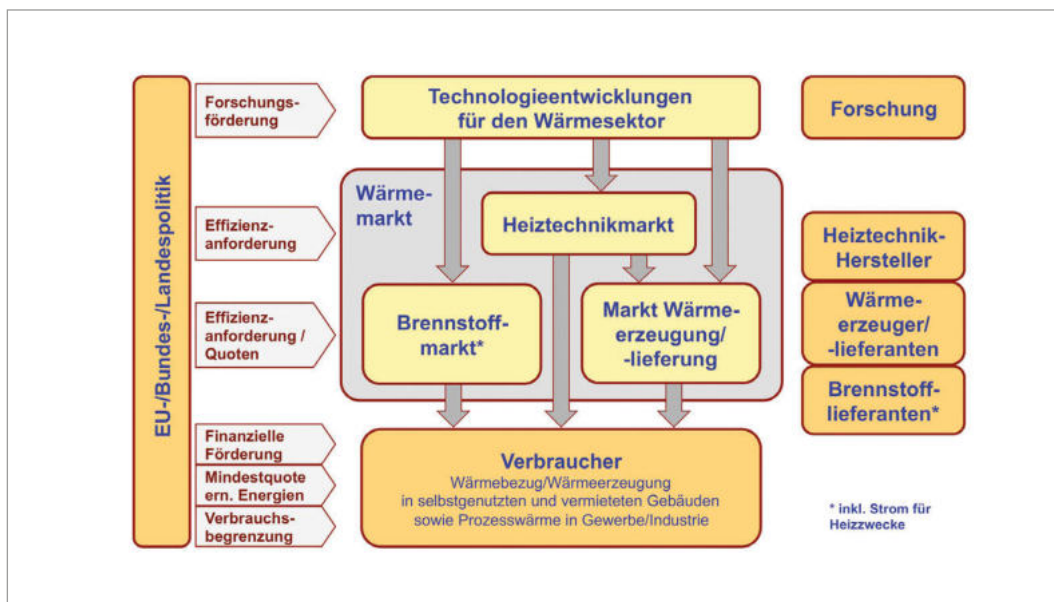 EU-/Bundes-/Landespolitik
Forschungs-
förderung
Effizienz-
anforderung
Effizienz-
anforderung /
Quoten
Finanzielle
Förderung
Mindestquote
ern. Energien
Verbrauchs-
begrenzung
Technologieentwicklungen
für den Wärmesektor
Wärme-
markt
Heiztechnikmarkt
Brennstoff-
markt*
Markt Wärme-
erzeugung/
-lieferung
Verbraucher
Wärmebezug/Wärmeerzeugung
in selbstgenutzten und vermieteten Gebäuden
sowie Prozesswärme in Gewerbe/Industrie
Forschung
Heiztechnik-
Hersteller
Wärme-
erzeuger/
-lieferanten
Brennstoff-
lieferanten*
* inkl. Strom für
Heizzwecke